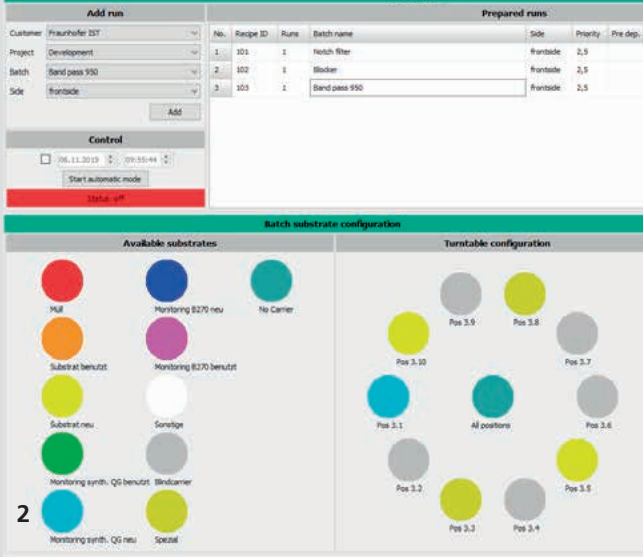 Add run
Customer Fraunhofer IST
Project Development
Batch Band pass 950
Side frontside
Add
Control
06.11.2019 09:55:44
Start automatic mode
Status: off
Prepared runs
No. Recipe ID Runs Batch name Side Priority Pre dep.
1 101 1 Notch filter frontside 2,5
2 102 1 Blocker frontside 2,5
3 103 1 Band pass 950 frontside 2,5
Batch substrate configuration
Available substrates
Müll Monitoring B270 neu No Carrier
Substrat benutzt Monitoring B270 benutzt
Substrat neu Sonstige
Monitoring synth. QG benutzt Blindcarrier
Monitoring synth. QG neu Spezial
2
Turntable configuration
Pos 3.9 Pos 3.8
Pos 3.10 Pos 3.7
Pos 3.1 All positions Pos 3.6
Pos 3.2 Pos 3.5
Pos 3.3 Pos 3.4